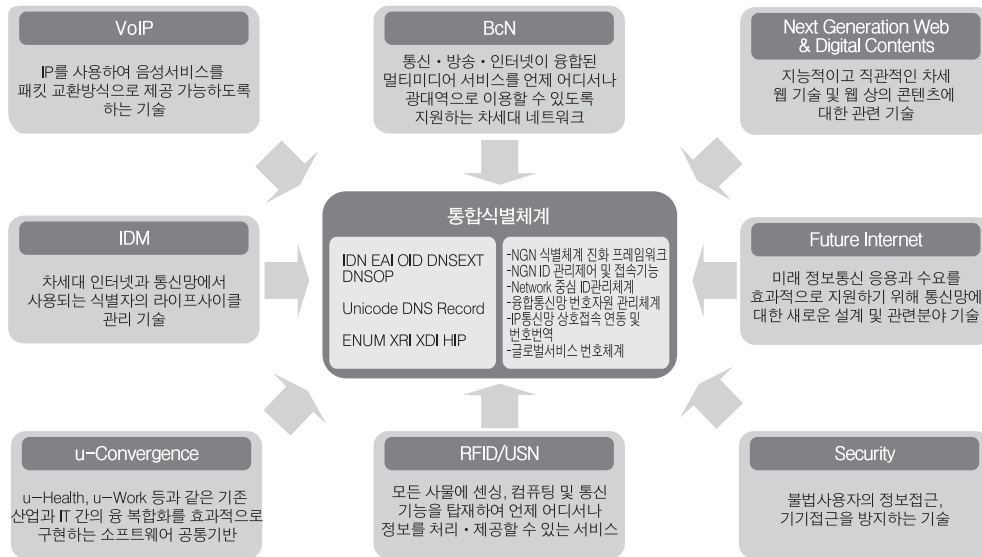 VoIP
IP를 사용하여 음성서비스를
패킷 교환방식으로 제공 가능하도록
하는 기술
BcN
통신·방송·인터넷이 융합된
멀티미디어 서비스를 언제 어디서나
광대역으로 이용할 수 있도록
지원하는 차세대 네트워크
Next Generation Web
& Digital Contents
지능적이고 직관적인 차세
웹 기술 및 웹 상의 콘텐츠에
대한 관련 기술
IDM
차세대 인터넷과 통신망에서
사용되는 식별자의 라이프사이클
관리 기술
통합식별체계
IDN EAI OID DNSEXT
DNSOP
Unicode DNS Record
ENUM XRI XDI HIP
-NGN 식별체계 진화 프레임워크
-NGN ID 관리제어 및 접속기능
-Network 중심 ID관리체계
-융합통신망 번호자원 관리체계
-IP통신망 상호접속 연동 및
번호번역
-글로벌서비스 번호체계
Future Internet
미래 정보통신 응용과 수요를
효과적으로 지원하기 위해 통신망에
대한 새로운 설계 및 관련분야 기술
u-Convergence
u-Health, u-Work 등과 같은 기존
산업과 IT 간의 융 복합화를 효과적으로
구현하는 소프트웨어 공통기반
RFID/USN
모든 사물에 센싱, 컴퓨팅 및 통신
기능을 탑재하여 언제 어디서나
정보를 처리·제공할 수 있는 서비스
Security
불법사용자의 정보접근,
기기접근을 방지하는 기술